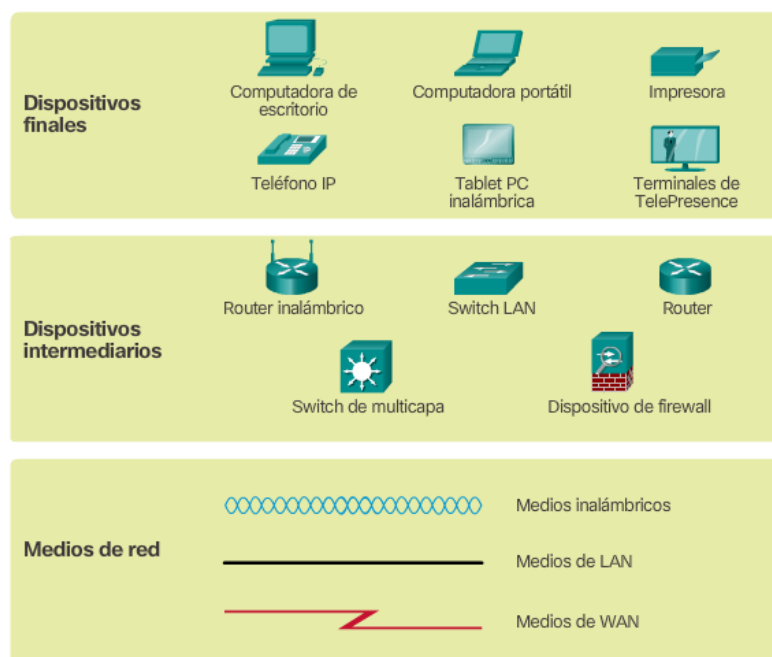 Dispositivos
finales
Computadora de
escritorio
Computadora portátil
Impresora
Teléfono IP
Tablet PC
inalámbrica
Terminales de
TelePresence
Dispositivos
intermediarios
Router inalámbrico
Switch LAN
Router
Switch de multicapa
Dispositivo de firewall
Medios de red
Medios inalámbricos
Medios de LAN
Medios de WAN